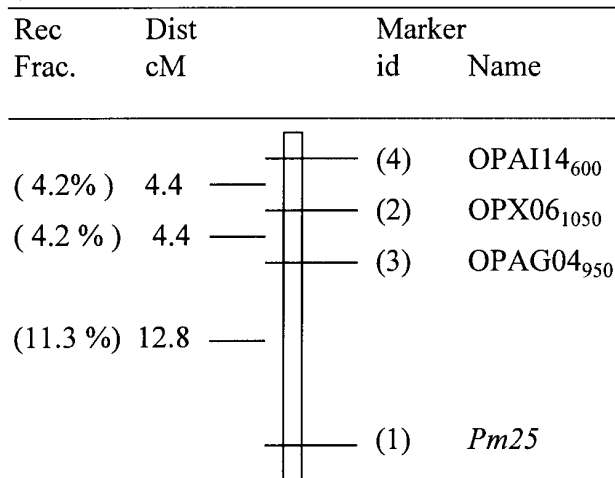 Rec Dist Marker
Frac. cM id Name
(4) OPAI14₆₀₀
( 4.2% ) 4.4
(2) OPX06₁₀₅₀
( 4.2 % ) 4.4
(3) OPAG04₉₅₀
(11.3 %) 12.8
(1) Pm25